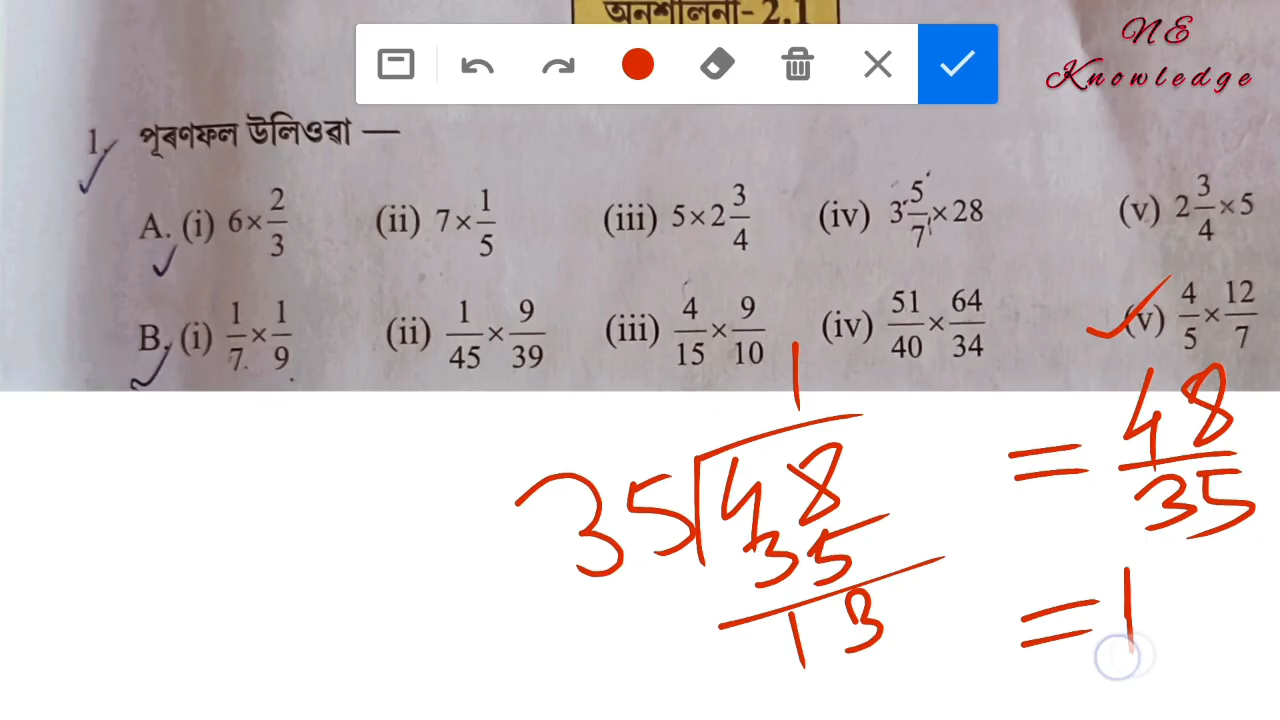 অনুশীলনী- 2.1
NE
Knowledge
1. পূৰণফল উলিওৱা —
A. (i) 6×2/3 (ii) 7×1/5 (iii) 5×2 3/4 (iv) 3 5/7×28 (v) 2 3/4×5
B. (i) 1/7×1/9 (ii) 1/45×9/39 (iii) 4/15×9/10 (iv) 51/40×64/34 (v) 4/5×12/7
1
35 48
35
13
= 48/35
= 1